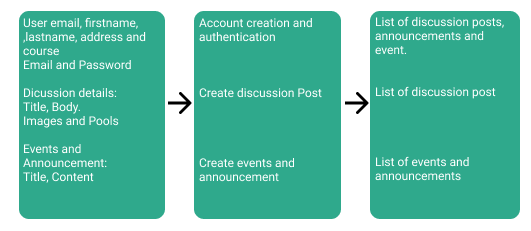 User email, firstname,
,lastname, address and
course
Email and Password
Dicussion details:
Title, Body.
Images and Pools
Events and
Announcement:
Title, Content
Account creation and
authentication
Create discussion Post
Create events and
announcement
List of discussion posts,
announcements and
event.
List of discussion post
List of events and
announcements